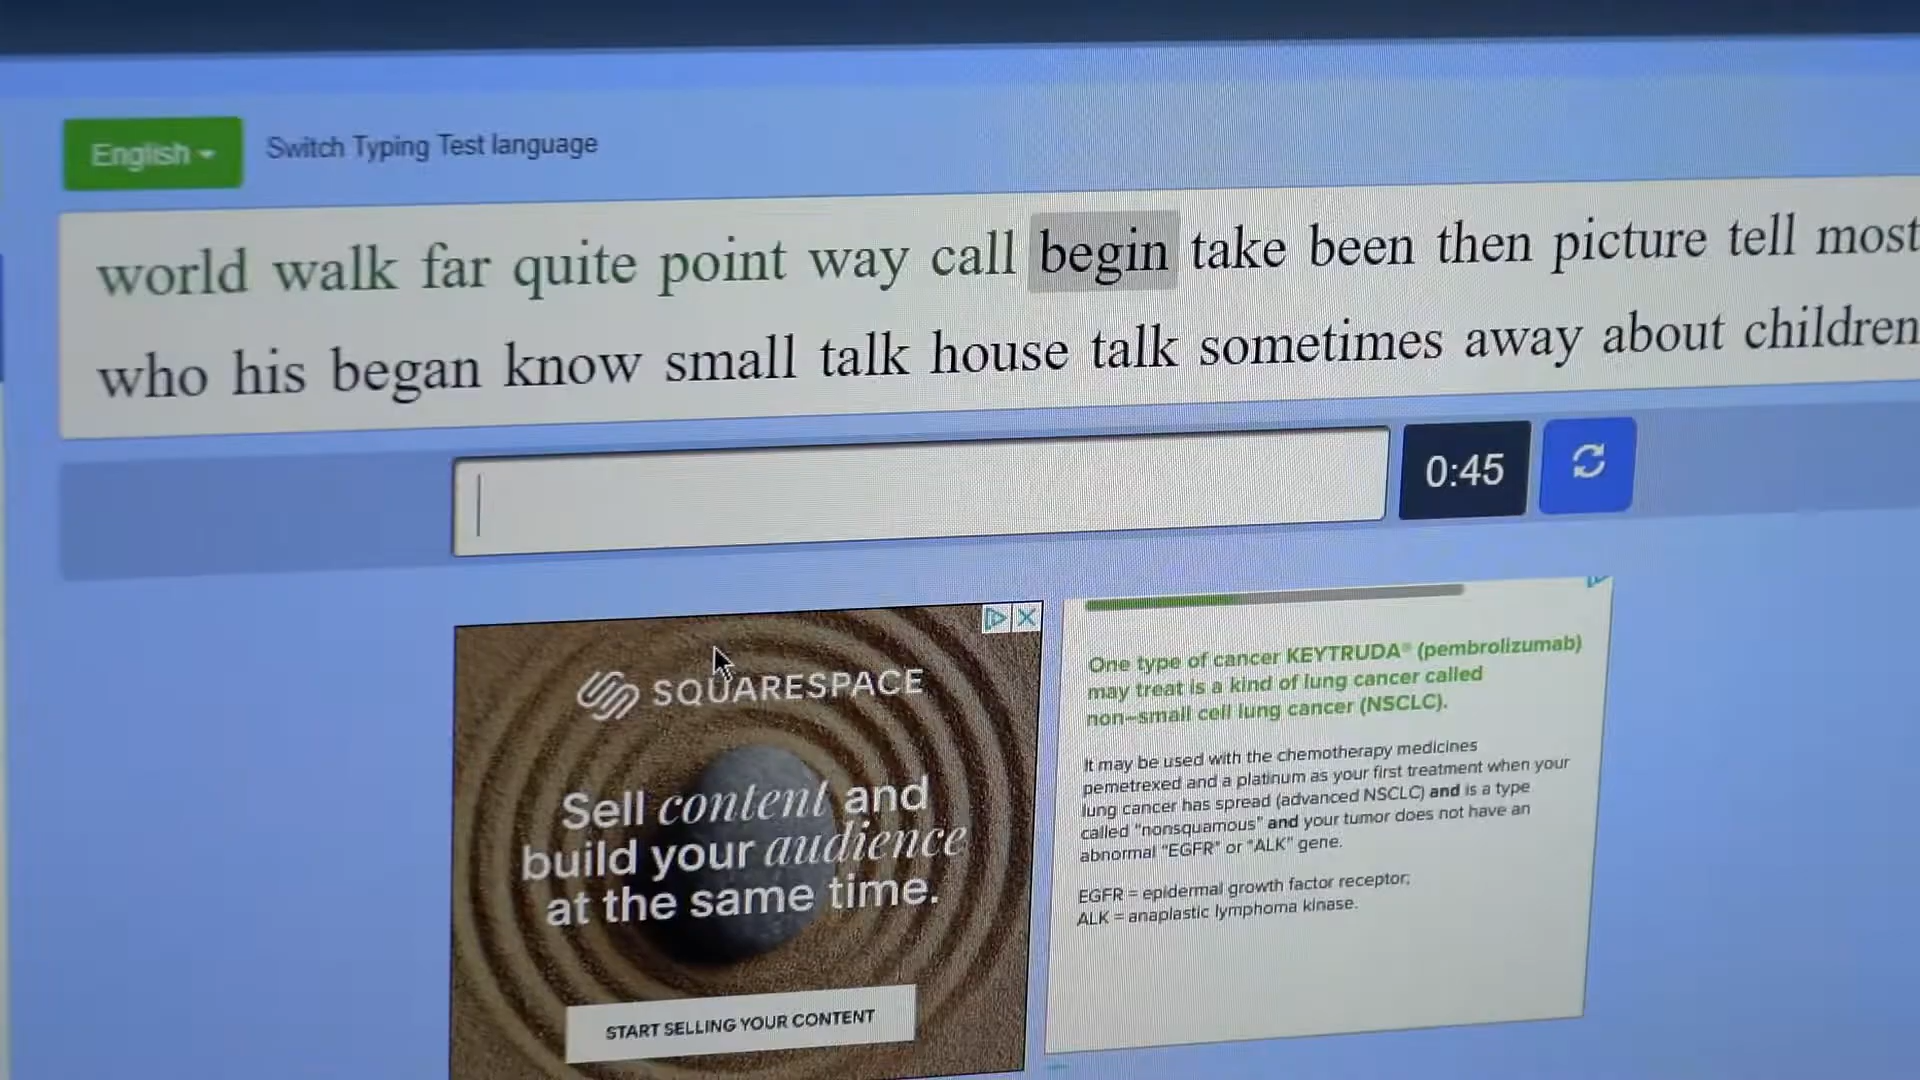 English
Switch Typing Test language
world walk far quite point way call begin take been then picture tell most
who his began know small talk house talk sometimes away about children
0:45
SQUARESPACE
Sell content and
build your audience
at the same time.
START SELLING YOUR CONTENT
One type of cancer KEYTRUDA® (pembrolizumab)
may treat is a kind of lung cancer called
non-small cell lung cancer (NSCLC).
It may be used with the chemotherapy medicines
pemetrexed and a platinum as your first treatment when your
lung cancer has spread (advanced NSCLC) and is a type
called "nonsquamous" and your tumor does not have an
abnormal "EGFR" or "ALK" gene.
EGFR = epidermal growth factor receptor;
ALK = anaplastic lymphoma kinase.